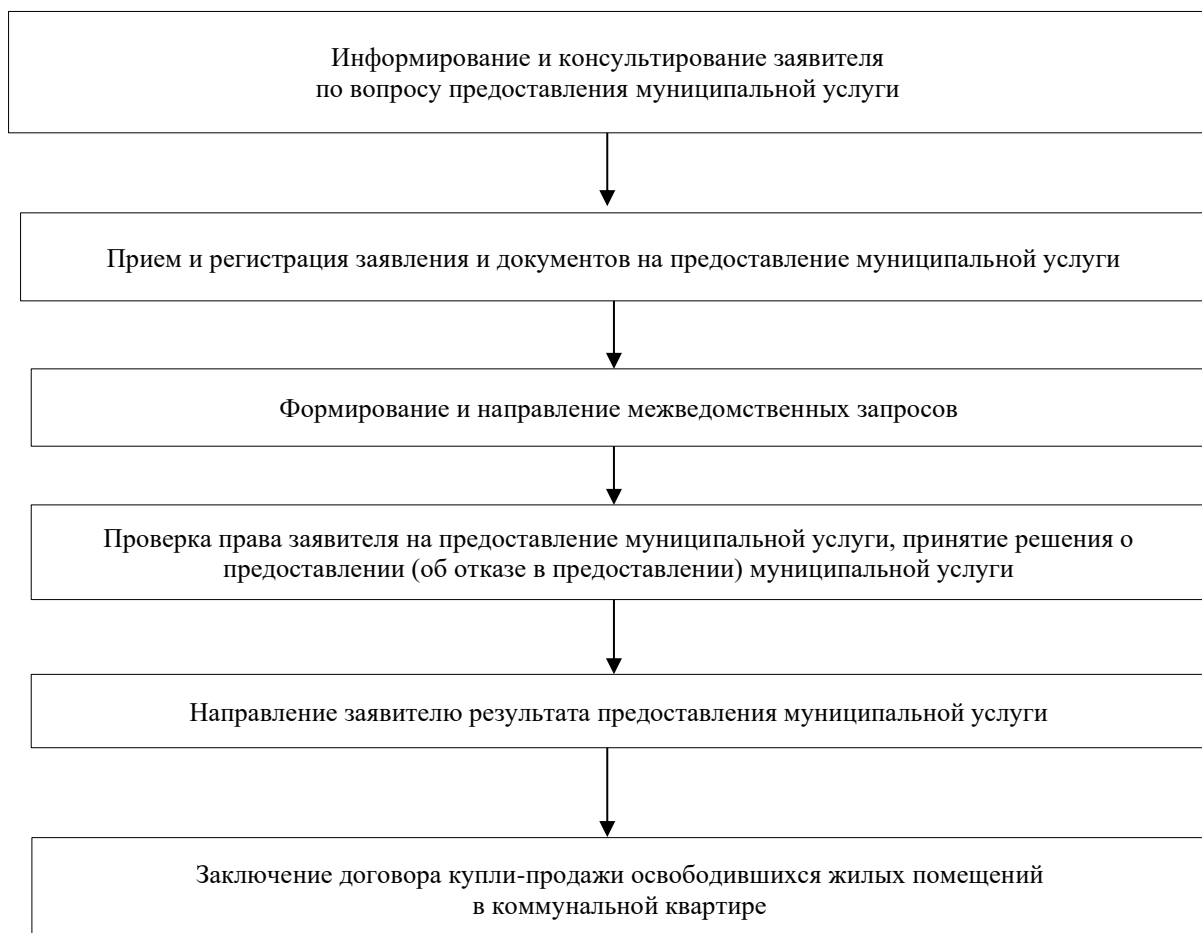 Информирование и консультирование заявителя
по вопросу предоставления муниципальной услуги
Прием и регистрация заявления и документов на предоставление муниципальной услуги
Формирование и направление межведомственных запросов
Проверка права заявителя на предоставление муниципальной услуги, принятие решения о
предоставлении (об отказе в предоставлении) муниципальной услуги
Направление заявителю результата предоставления муниципальной услуги
Заключение договора купли-продажи освободившихся жилых помещений
в коммунальной квартире